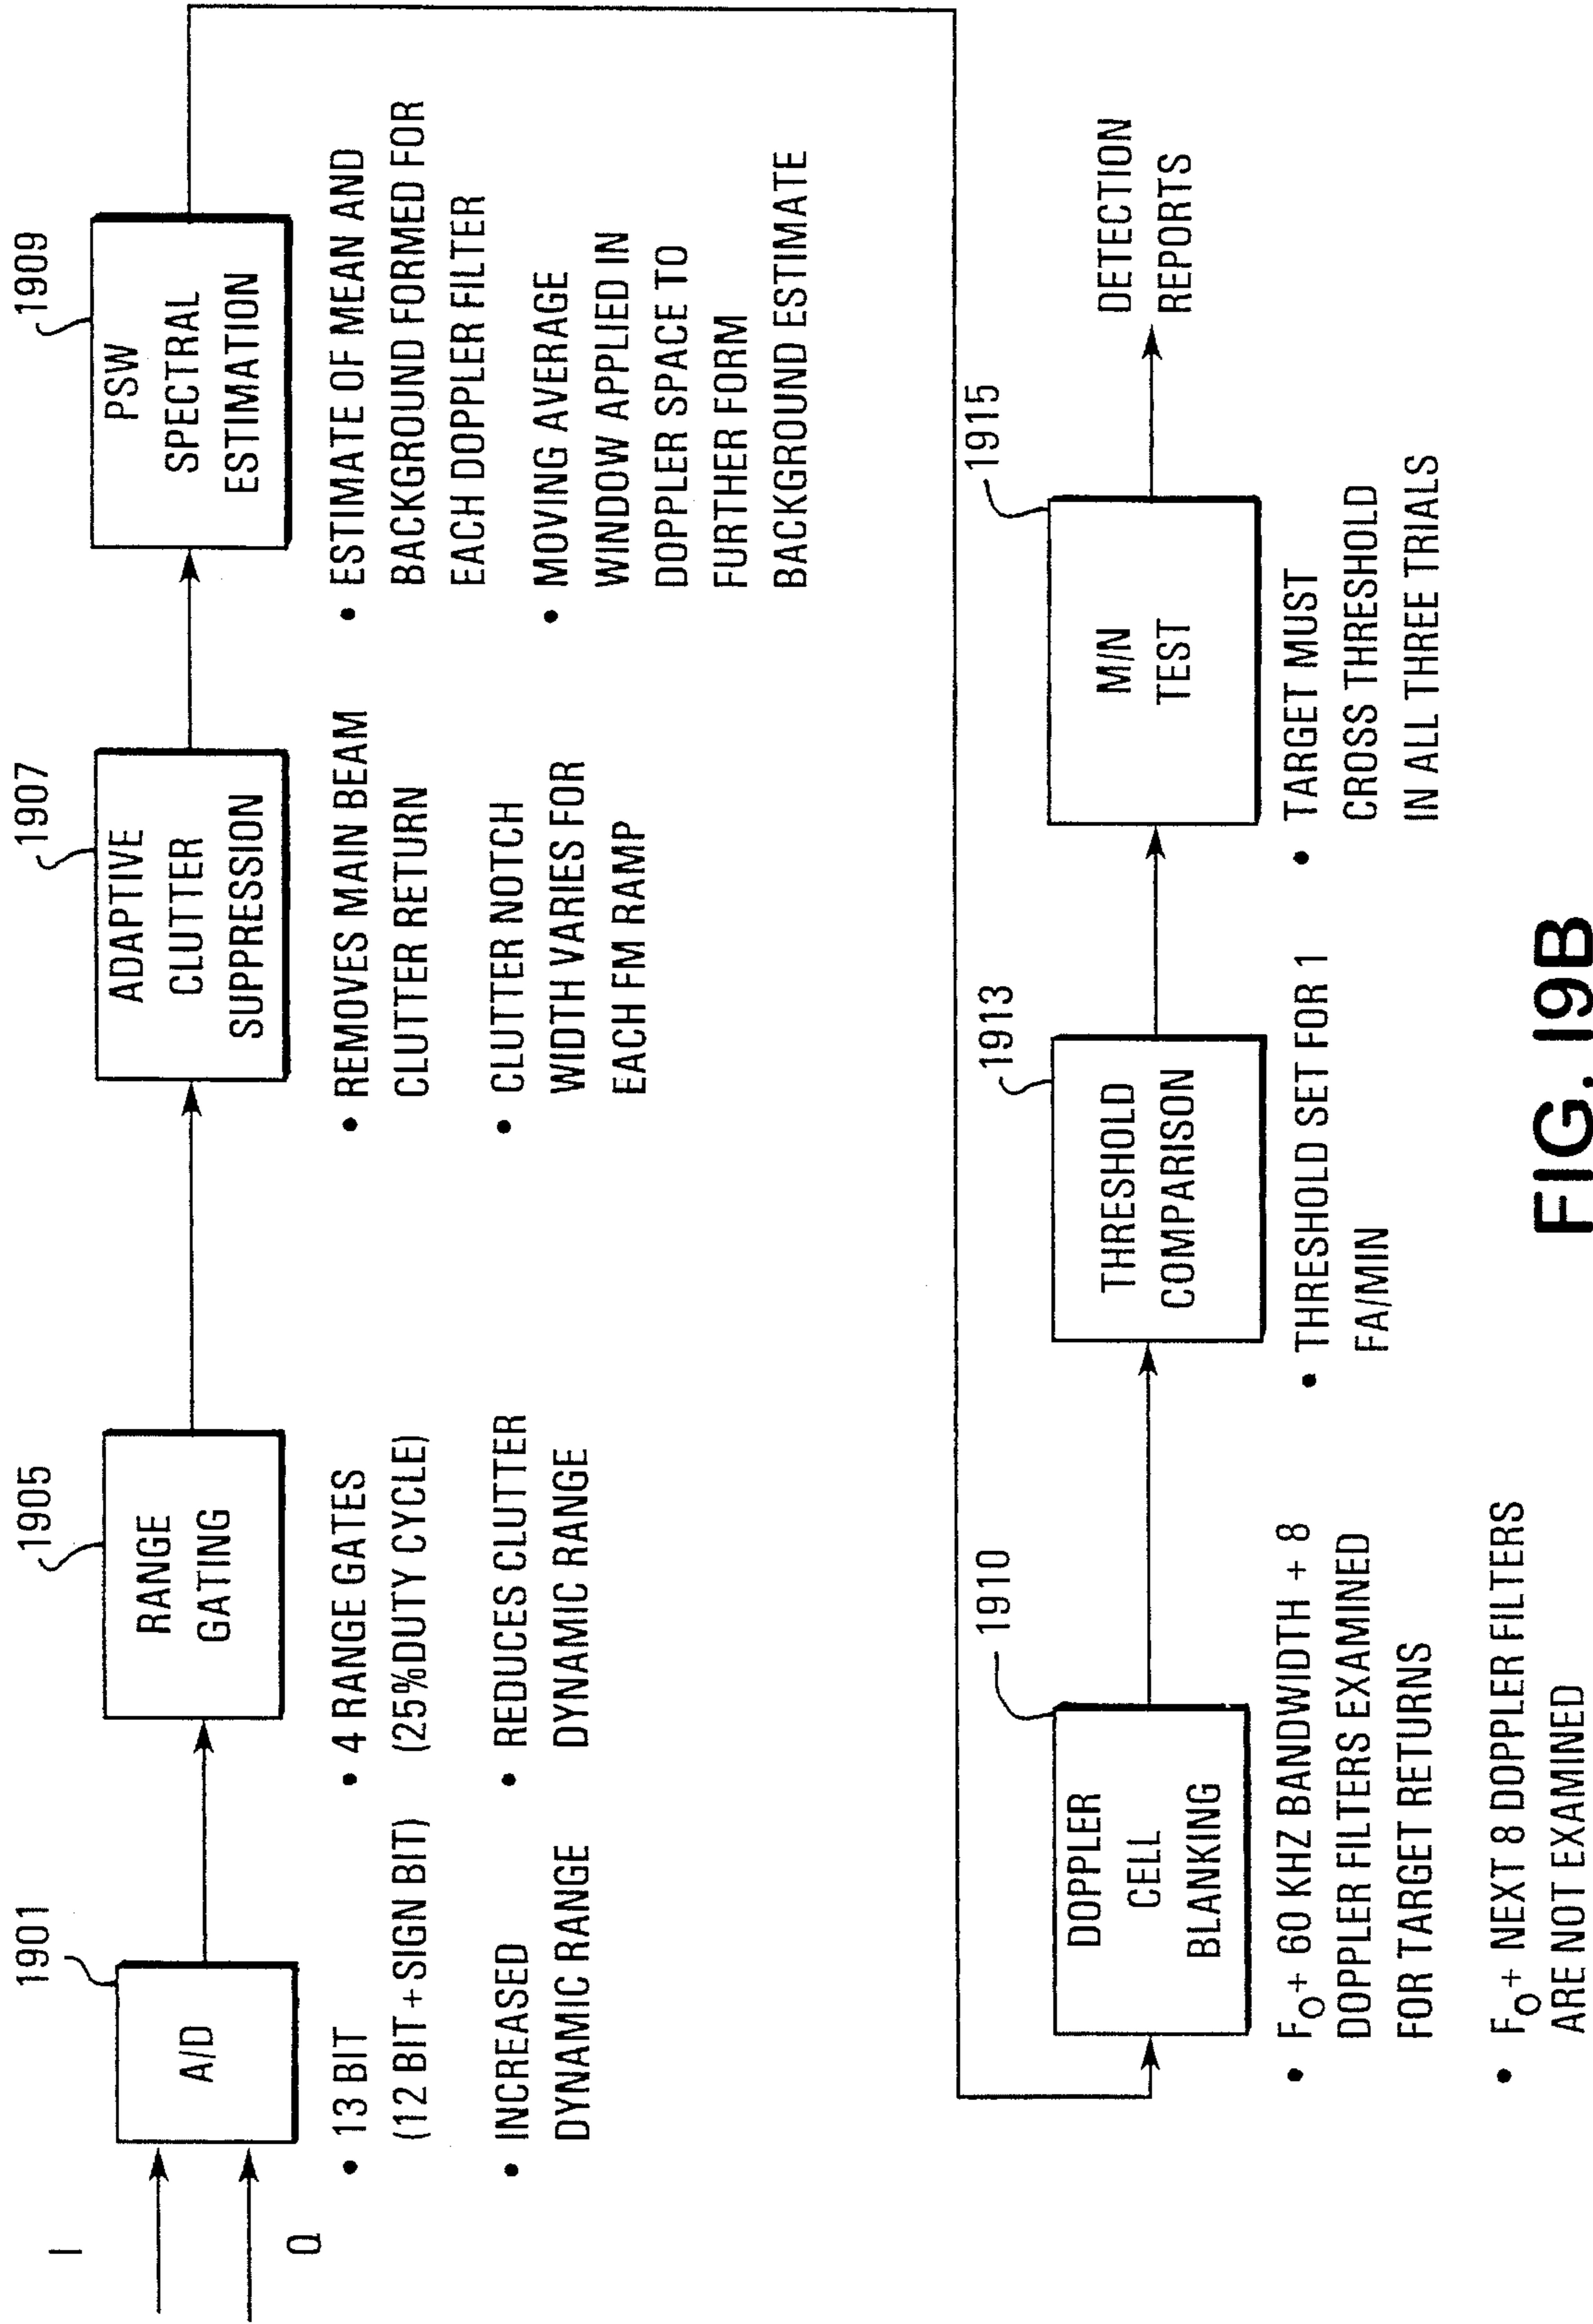 I
Q
1901
A/D
• 13 BIT
(12 BIT + SIGN BIT)
• INCREASED
DYNAMIC RANGE
1905
RANGE
GATING
• 4 RANGE GATES
(25%DUTY CYCLE)
• REDUCES CLUTTER
DYNAMIC RANGE
1907
ADAPTIVE
CLUTTER
SUPPRESSION
• REMOVES MAIN BEAM
CLUTTER RETURN
• CLUTTER NOTCH
WIDTH VARIES FOR
EACH FM RAMP
1909
PSW
SPECTRAL
ESTIMATION
• ESTIMATE OF MEAN AND
BACKGROUND FORMED FOR
EACH DOPPLER FILTER
• MOVING AVERAGE
WINDOW APPLIED IN
DOPPLER SPACE TO
FURTHER FORM
BACKGROUND ESTIMATE
1910
DOPPLER
CELL
BLANKING
• FO+ 60 KHZ BANDWIDTH + 8
DOPPLER FILTERS EXAMINED
FOR TARGET RETURNS
• FO+ NEXT 8 DOPPLER FILTERS
ARE NOT EXAMINED
1913
THRESHOLD
COMPARISON
• THRESHOLD SET FOR 1
FA/MIN
1915
M/N
TEST
• TARGET MUST
CROSS THRESHOLD
IN ALL THREE TRIALS
DETECTION
REPORTS
FIG. 19B